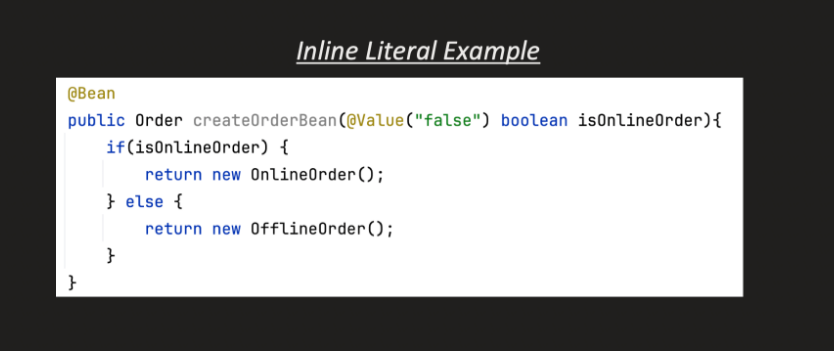 Inline Literal Example
@Bean
public Order createOrderBean(@Value("false") boolean isOnlineOrder){
    if(isOnlineOrder) {
        return new OnlineOrder();
    } else {
        return new OfflineOrder();
    }
}